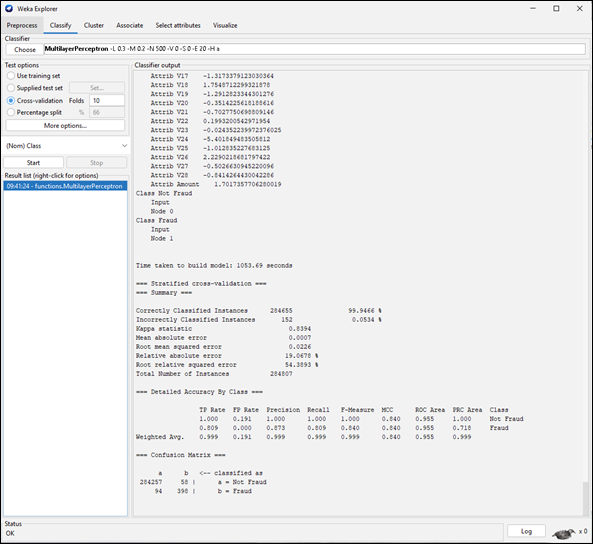 Weka Explorer
Preprocess Classify Cluster Associate Select attributes Visualize
Classifier
Choose MultilayerPerceptron -L 0.3 -M 0.2 -N 500 -V 0 -S 0 -E 20 -H a
Test options
Use training set
Supplied test set Set...
Cross-validation Folds 10
Percentage split % 66
More options...
(Nom) Class
Start Stop
Result list (right-click for options)
09:41:24 - functions.MultilayerPerceptron
Classifier output
Attrib V17 -1.3173379123030364
Attrib V18 1.7548712299321878
Attrib V19 -1.2912823344301276
Attrib V20 -0.3514225618188616
Attrib V21 -0.7027750698809146
Attrib V22 0.1993200542971954
Attrib V23 -0.024352239972376025
Attrib V24 -5.401849483505812
Attrib V25 -1.012835227683125
Attrib V26 2.2290218681797422
Attrib V27 -0.5026630945220096
Attrib V28 -0.8414264430042286
Attrib Amount 1.7017357706280019
Class Not Fraud
Input
Node 0
Class Fraud
Input
Node 1
Time taken to build model: 1053.69 seconds
=== Stratified cross-validation ===
=== Summary ===
Correctly Classified Instances 284655 99.9466 %
Incorrectly Classified Instances 152 0.0534 %
Kappa statistic 0.8394
Mean absolute error 0.0007
Root mean squared error 0.0226
Relative absolute error 19.0678 %
Root relative squared error 54.3893 %
Total Number of Instances 284807
=== Detailed Accuracy By Class ===
TP Rate FP Rate Precision Recall F-Measure MCC ROC Area PRC Area Class
1.000 0.191 1.000 1.000 1.000 0.840 0.955 1.000 Not Fraud
0.809 0.000 0.873 0.809 0.840 0.840 0.955 0.718 Fraud
Weighted Avg. 0.999 0.191 0.999 0.999 0.999 0.840 0.955 0.999
=== Confusion Matrix ===
a b <-- classified as
284257 58 | a = Not Fraud
94 398 | b = Fraud
Status
OK
Log
x 0